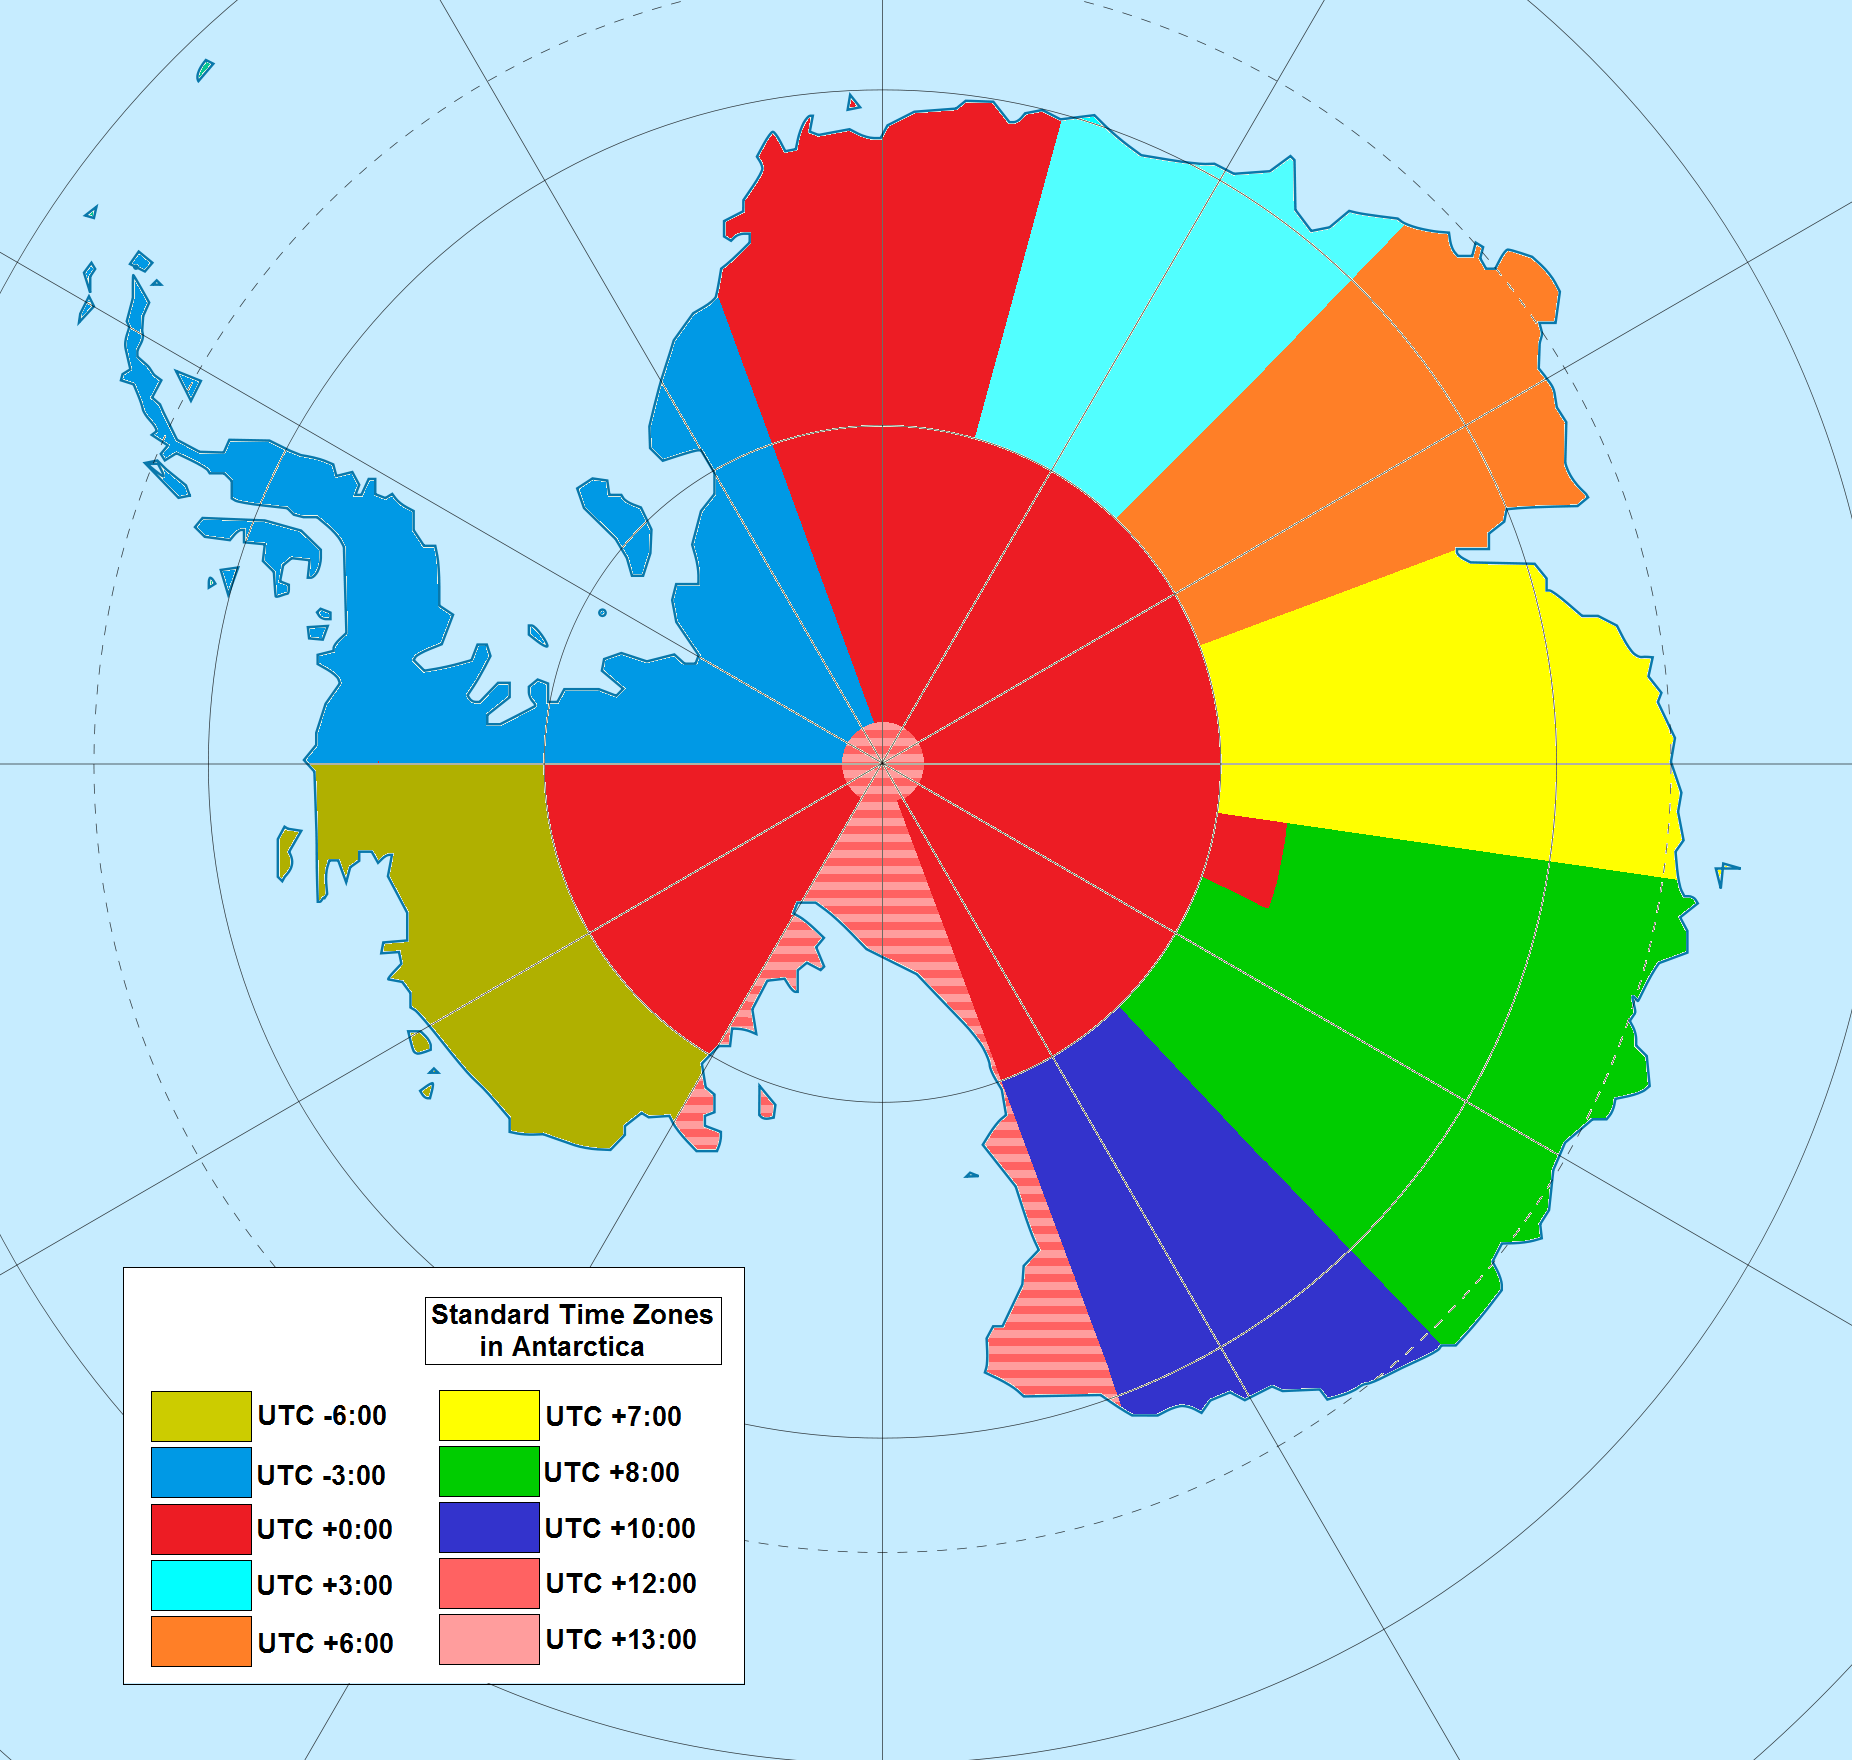 Standard Time Zones
in Antarctica
UTC -6:00
UTC -3:00
UTC +0:00
UTC +3:00
UTC +6:00
UTC +7:00
UTC +8:00
UTC +10:00
UTC +12:00
UTC +13:00